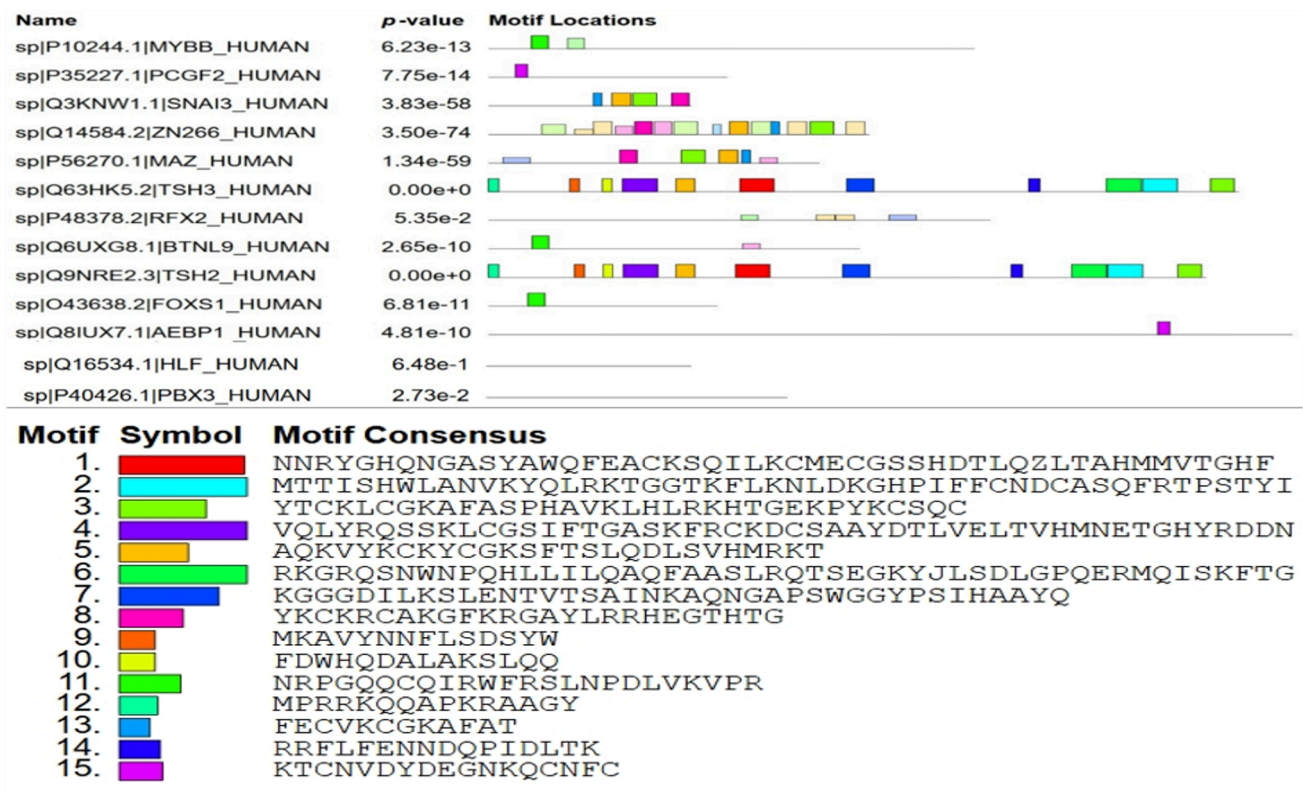 Name p-value Motif Locations
sp|P10244.1|MYBB_HUMAN 6.23e-13
sp|P35227.1|PCGF2_HUMAN 7.75e-14
sp|Q3KNW1.1|SNAI3_HUMAN 3.83e-58
sp|Q14584.2|ZN266_HUMAN 3.50e-74
sp|P56270.1|MAZ_HUMAN 1.34e-59
sp|Q63HK5.2|TSH3_HUMAN 0.00e+0
sp|P48378.2|RFX2_HUMAN 5.35e-2
sp|Q6UXG8.1|BTNL9_HUMAN 2.65e-10
sp|Q9NRE2.3|TSH2_HUMAN 0.00e+0
sp|O43638.2|FOXS1_HUMAN 6.81e-11
sp|Q8IUX7.1|AEBP1_HUMAN 4.81e-10
sp|Q16534.1|HLF_HUMAN 6.48e-1
sp|P40426.1|PBX3_HUMAN 2.73e-2
Motif Symbol Motif Consensus
1. NNRYGHQNGASYAWQFEACKSQILKCMECGSSHDTLQZLTAHMMVTGHF
2. MTTISHWLANVKYQLRKTGGTKFLKNLDKGHPIFFCNDCASQFRTPSTYI
3. YTCKLCGKAFASPHAVKLHLRKHTGEKPYKCSQC
4. VQLYRQSSKLCGSIFTGASKFRCKDCSAAYDTLVELTVHMNETGHYRDDN
5. AQKVYKCKYCGKSFTSLQDLSVHMRKT
6. RKGRQSNWNPQHLLILQAQFAASLRQTSEGKYJLSDLGPQERMQISKFTG
7. KGGGDILKSLENTVTSAINKAQNGAPSWGGYPSIHAAYQ
8. YKCKRCAKGFKRGAYLRRHEGTHTG
9. MKAVYNNFLSDSYW
10. FDWHQDALAKSLQQ
11. NRPGQQCQIRWFRSLNPDLVKVPR
12. MPRRKQQAPKRAAGY
13. FECVKCGKAFAT
14. RRFLFENNDQPIDLTK
15. KTCNVDYDEGNKQCNFC